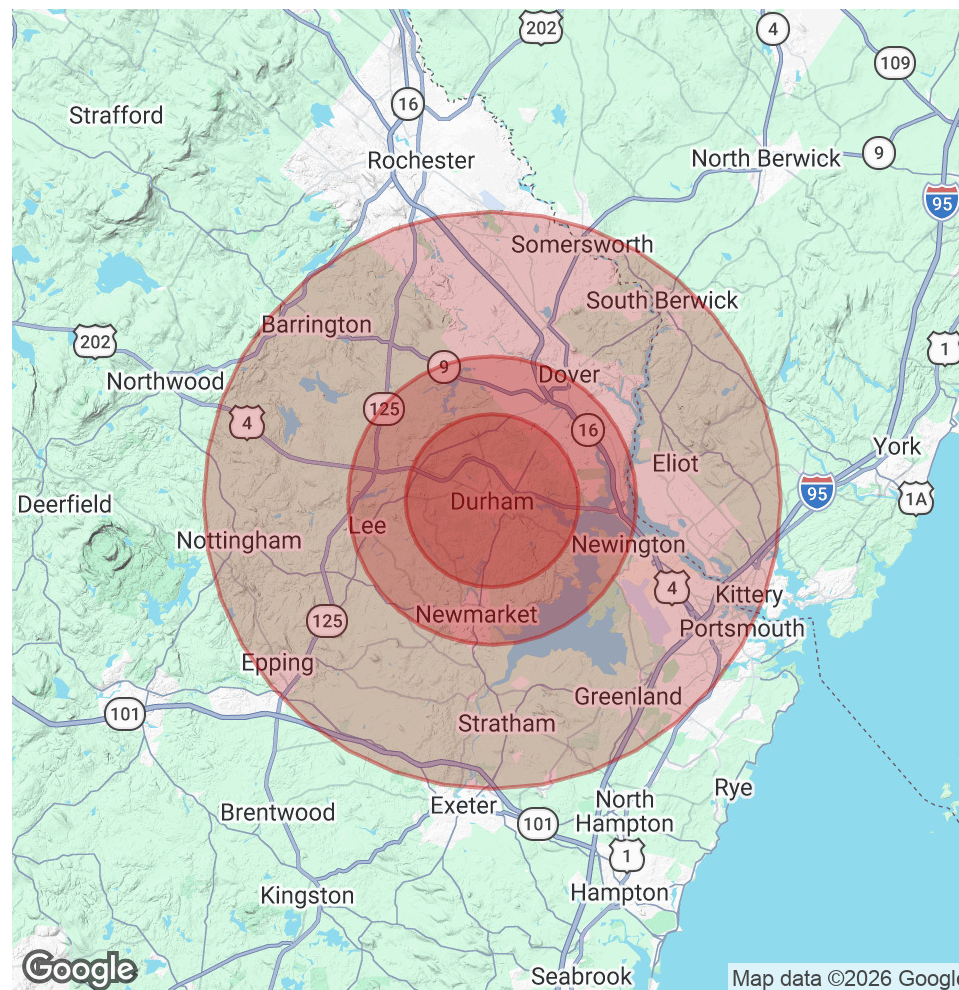 202
4
109
Strafford
16
Rochester
North Berwick
9
95
Somersworth
South Berwick
Barrington
202
1
9
Dover
Northwood
125
4
16
York
Eliot
95
1A
Deerfield
Durham
Lee
Nottingham
Newington
4
Kittery
125
Newmarket
Portsmouth
Epping
Greenland
101
Stratham
Rye
Exeter
North
Hampton
Brentwood
101
1
Kingston
Hampton
Google
Seabrook
Map data ©2026 Google